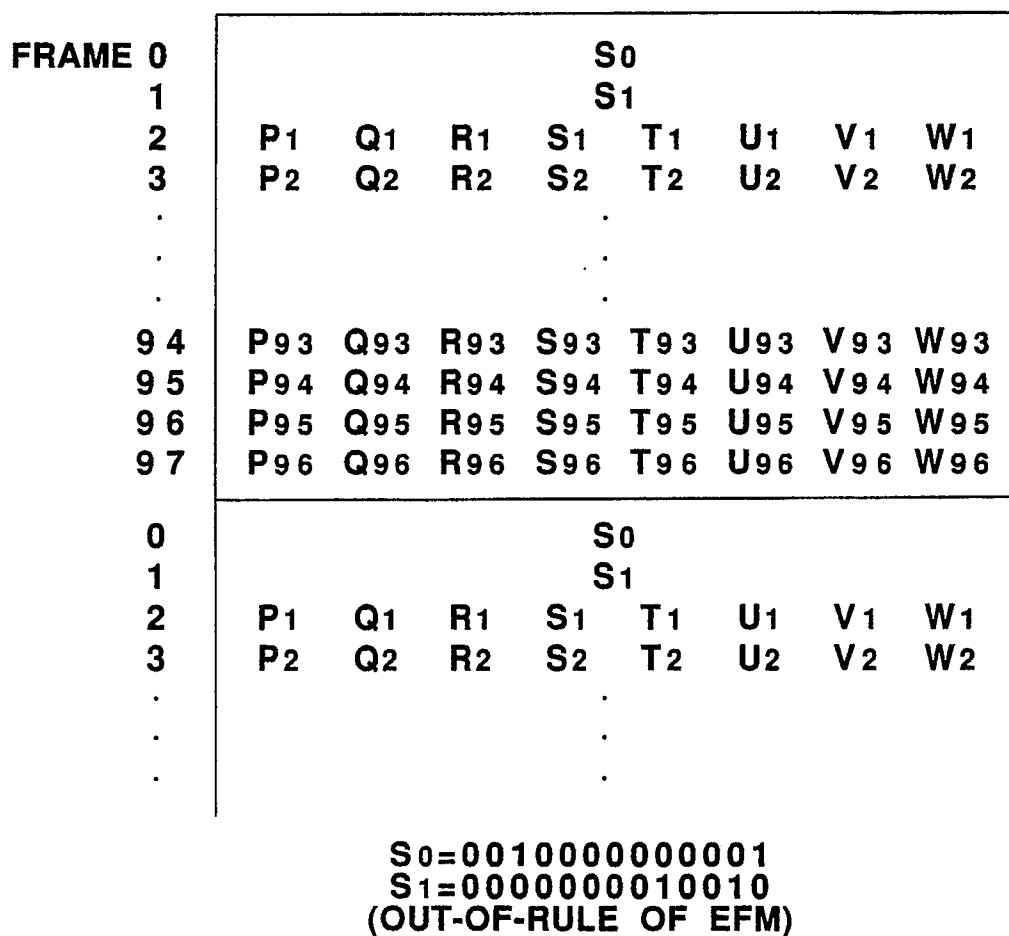 FRAME 0 S0
1 S1
2 P1 Q1 R1 S1 T1 U1 V1 W1
3 P2 Q2 R2 S2 T2 U2 V2 W2
. .
. .
. .
94 P93 Q93 R93 S93 T93 U93 V93 W93
95 P94 Q94 R94 S94 T94 U94 V94 W94
96 P95 Q95 R95 S95 T95 U95 V95 W95
97 P96 Q96 R96 S96 T96 U96 V96 W96
0 S0
1 S1
2 P1 Q1 R1 S1 T1 U1 V1 W1
3 P2 Q2 R2 S2 T2 U2 V2 W2
. .
. .
. .
S0=0010000000001
S1=0000000010010
(OUT-OF-RULE OF EFM)